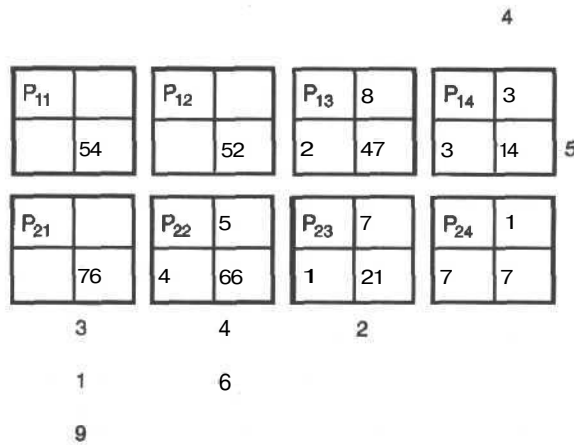 4
P₁₁ P₁₂ P₁₃ 8 P₁₄ 3
54 52 2 47 3 14 5
P₂₁ P₂₂ 5 P₂₃ 7 P₂₄ 1
76 4 66 1 21 7 7
3 4 2
1 6
9